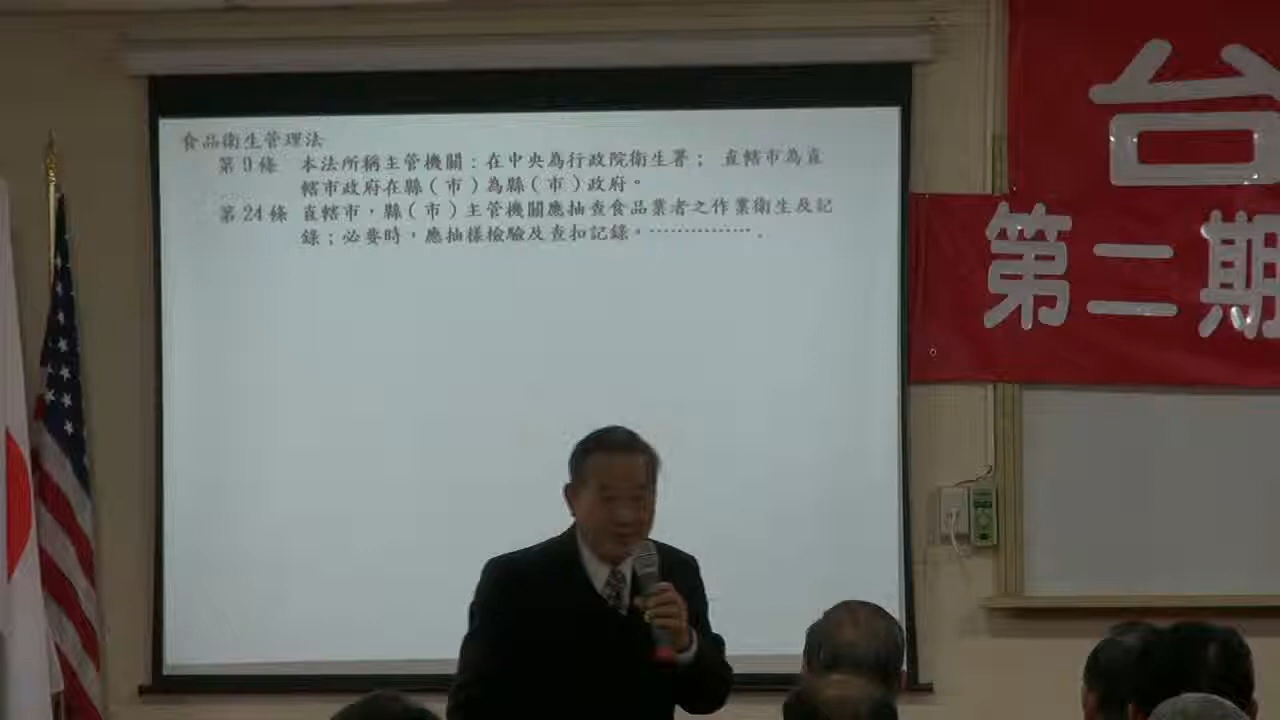 食品衛生管理法
第 9 條 本法所稱主管機關：在中央為行政院衛生署； 直轄市為直
轄市政府在縣（市）為縣（市）政府。
第 24 條 直轄市，縣（市）主管機關應抽查食品業者之作業衛生及記
錄；必要時，應抽樣檢驗及查扣記錄。……………。
台
第二期